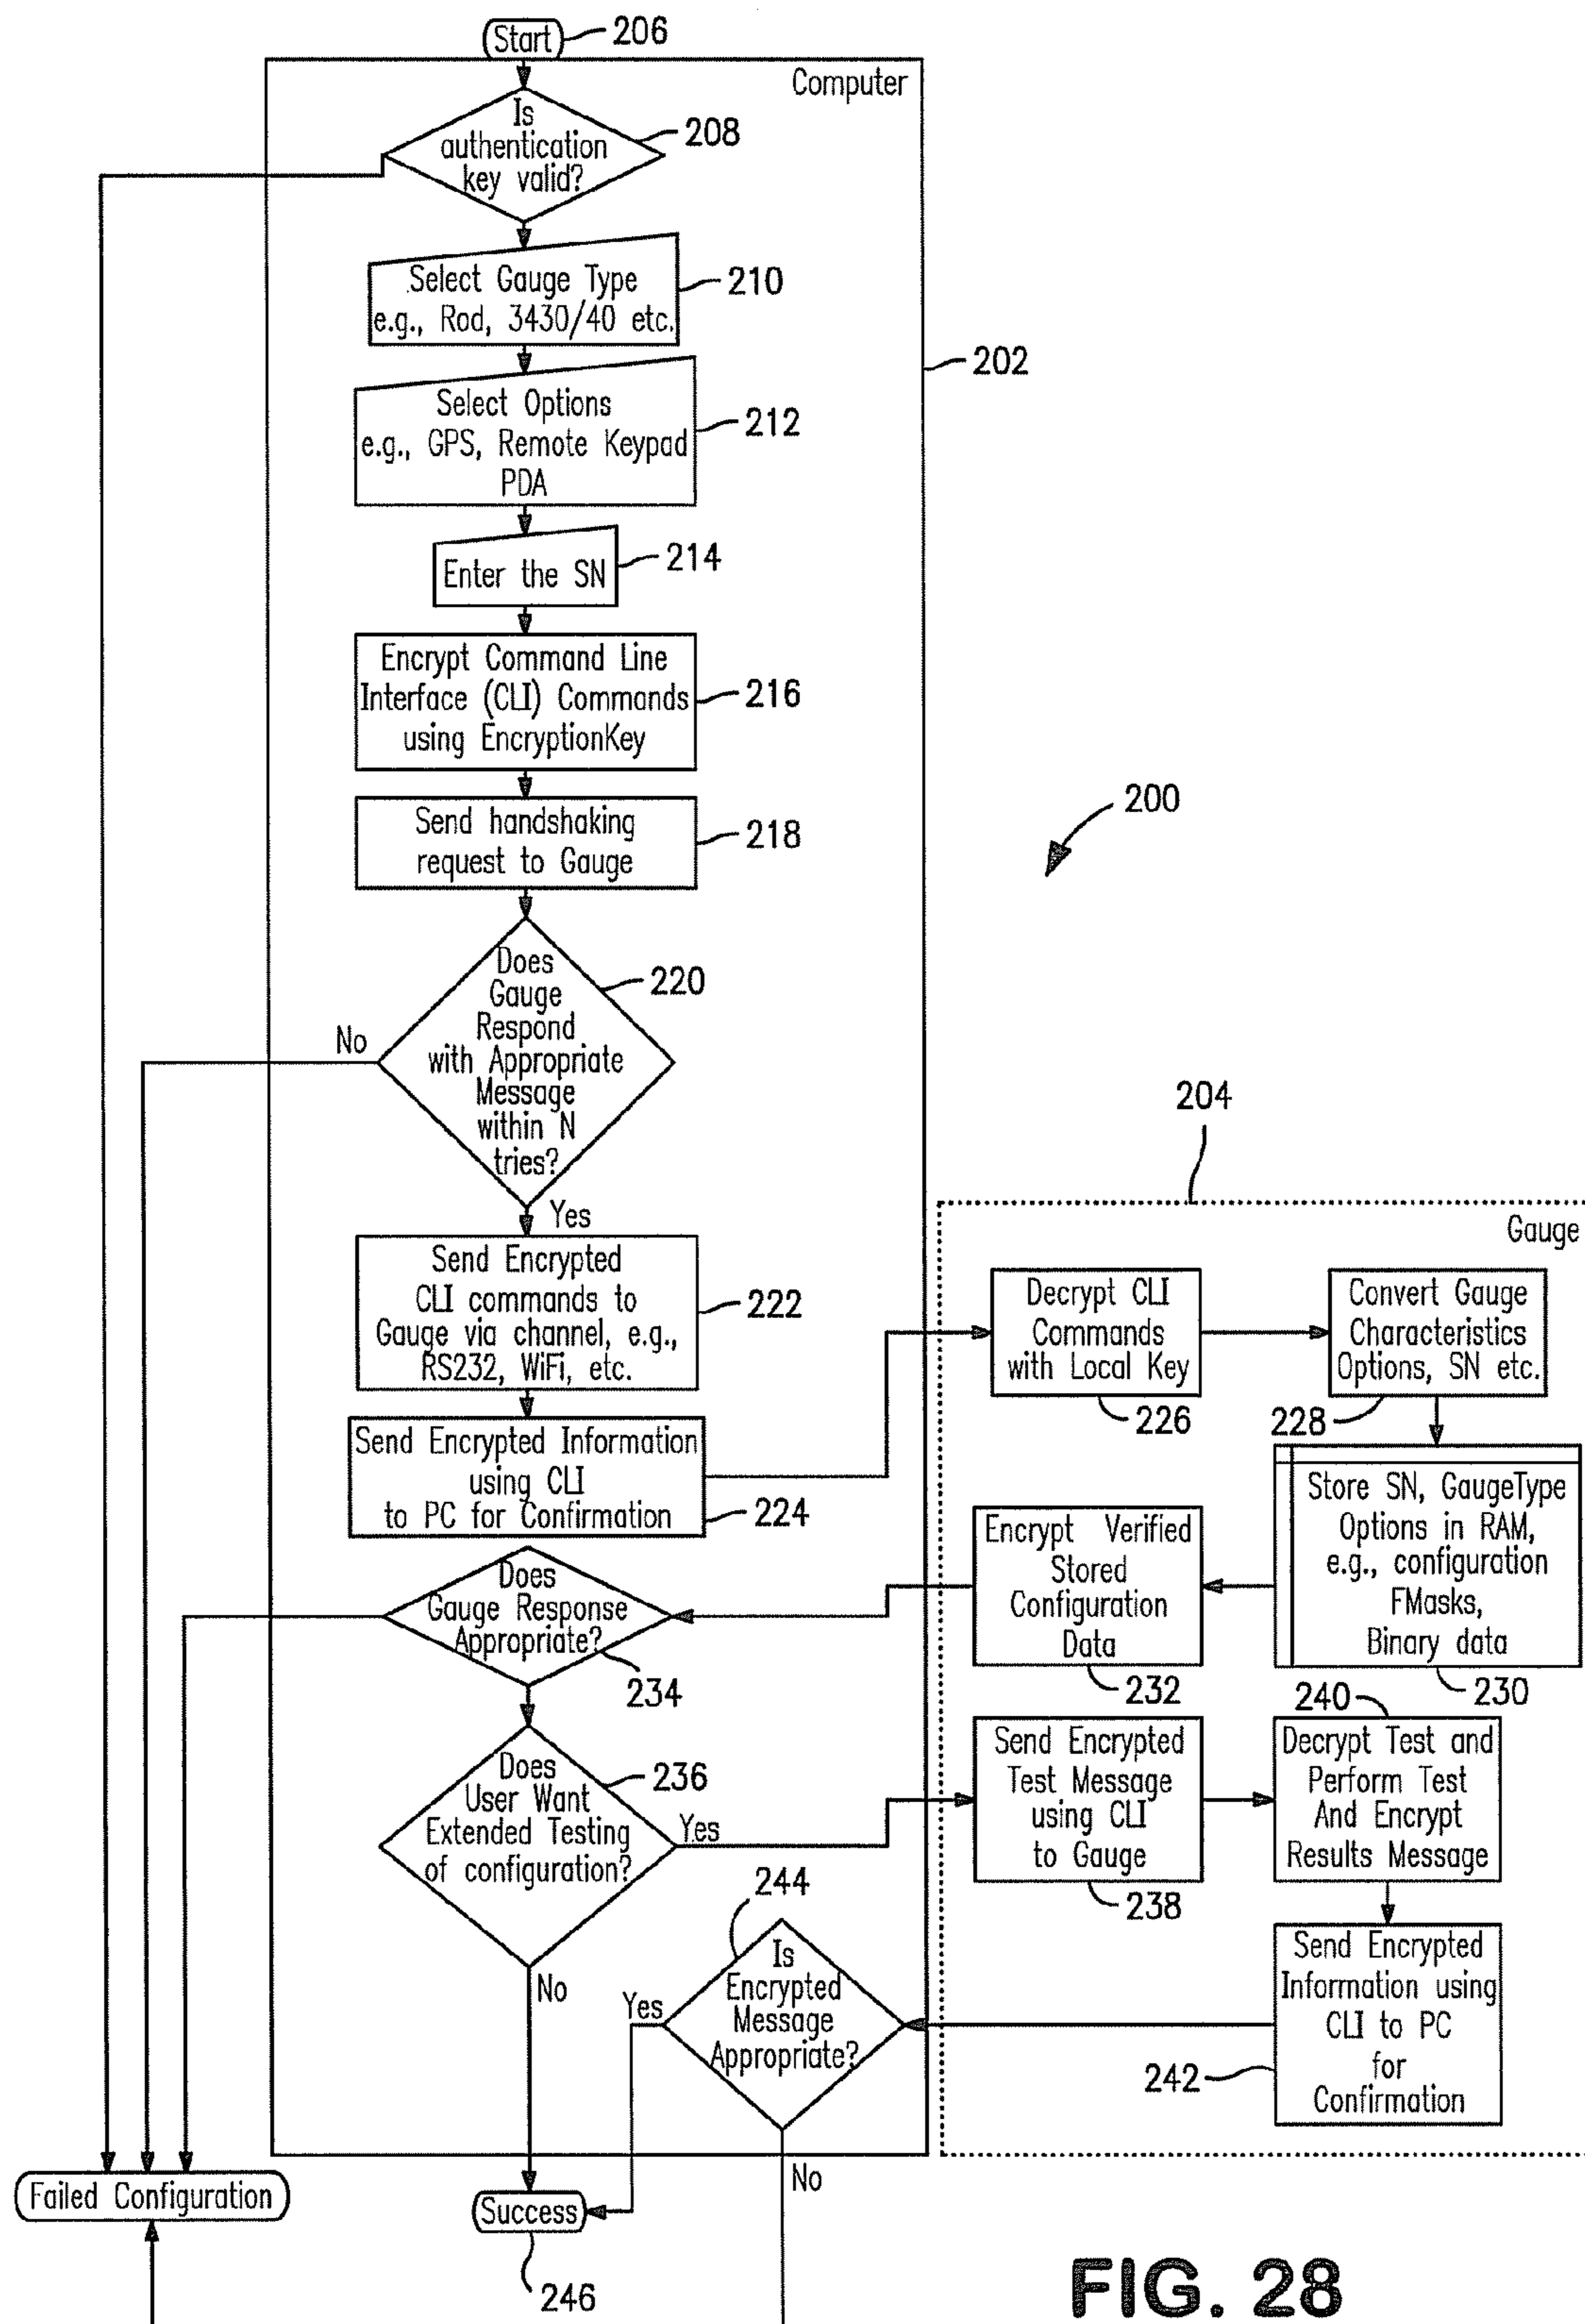 Start
206
Computer
Is
authentication
key valid?
208
Select Gauge Type
e.g., Rod, 3430/40 etc.
210
202
Select Options
e.g., GPS, Remote Keypad
PDA
212
Enter the SN
214
Encrypt Command Line
Interface (CLI) Commands
using EncryptionKey
216
Send handshaking
request to Gauge
218
200
Does
Gauge
Respond
with Appropriate
Message
within N
tries?
220
No
Yes
204
Gauge
Send Encrypted
CLI commands to
Gauge via channel, e.g.,
RS232, WiFi, etc.
222
Decrypt CLI
Commands
with Local Key
226
Convert Gauge
Characteristics
Options, SN etc.
228
Send Encrypted Information
using CLI
to PC for Confirmation
224
Store SN, GaugeType
Options in RAM,
e.g., configuration
FMasks,
Binary data
230
Encrypt Verified
Stored
Configuration
Data
232
Does
Gauge Response
Appropriate?
234
Does
User Want
Extended Testing
of configuration?
236
Yes
No
Send Encrypted
Test Message
using CLI
to Gauge
238
240
Decrypt Test and
Perform Test
And Encrypt
Results Message
Send Encrypted
Information using
CLI to PC
for
Confirmation
242
244
Is
Encrypted
Message
Appropriate?
Yes
No
Failed Configuration
Success
246
FIG. 28